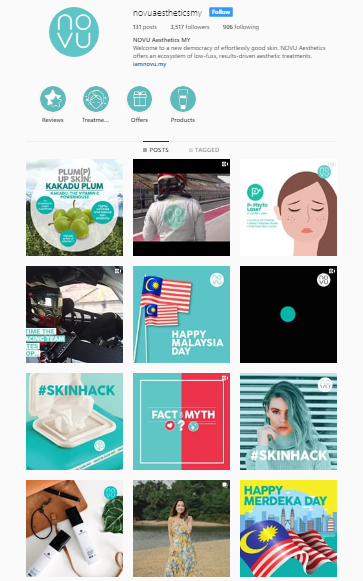 NOVU
novuaestheticsmy Follow
131 posts 3,517 followers 906 following
NOVU Aesthetics MY
Welcome to a new democracy of effortlessly good skin. NOVU Aesthetics
offers an ecosystem of low-fuss, results-driven aesthetic treatments.
iamnovu.my
Reviews Treatme... Offers Products
POSTS TAGGED
PLUM(P)
UP SKIN:
KAKADU PLUM
KAKADU: THE VITAMIN C
POWERHOUSE
P-Phyto
Laser
TIME THE
RACING TEAM
HAPPY
MALAYSIA
DAY
#SKINHACK
FACT & MYTH
?
#SKINHACK
HAPPY
MERDEKA DAY